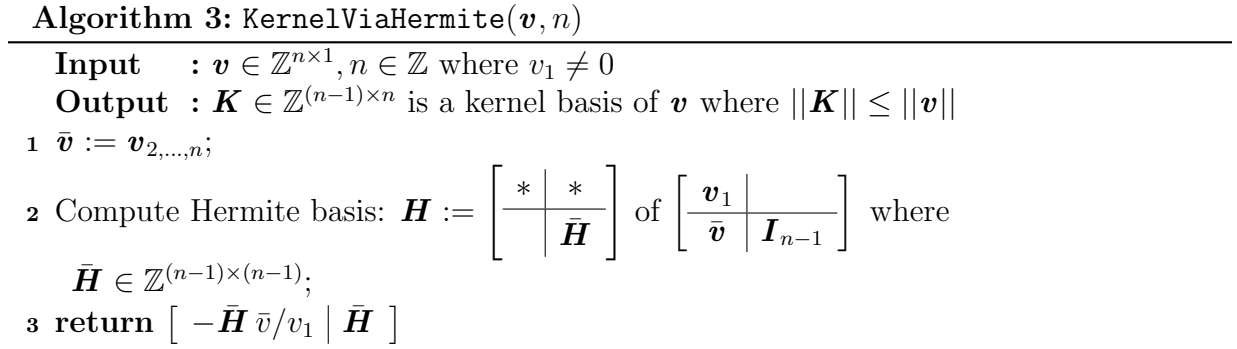 Algorithm 3: KernelViaHermite(𝒗, n)
Input : 𝒗 ∈ ℤ^{n×1}, n ∈ ℤ where v_1 ≠ 0
Output : 𝑲 ∈ ℤ^{(n−1)×n} is a kernel basis of 𝒗 where ||𝑲|| ≤ ||𝒗||
1 𝒗̄ := 𝒗_{2,...,n};
2 Compute Hermite basis: 𝑯 := [ * | * ; | 𝑯̄ ] of [ 𝒗_1 | ; 𝒗̄ | 𝑰_{n−1} ] where
𝑯̄ ∈ ℤ^{(n−1)×(n−1)};
3 return [ −𝑯̄ v̄/v_1 | 𝑯̄ ]